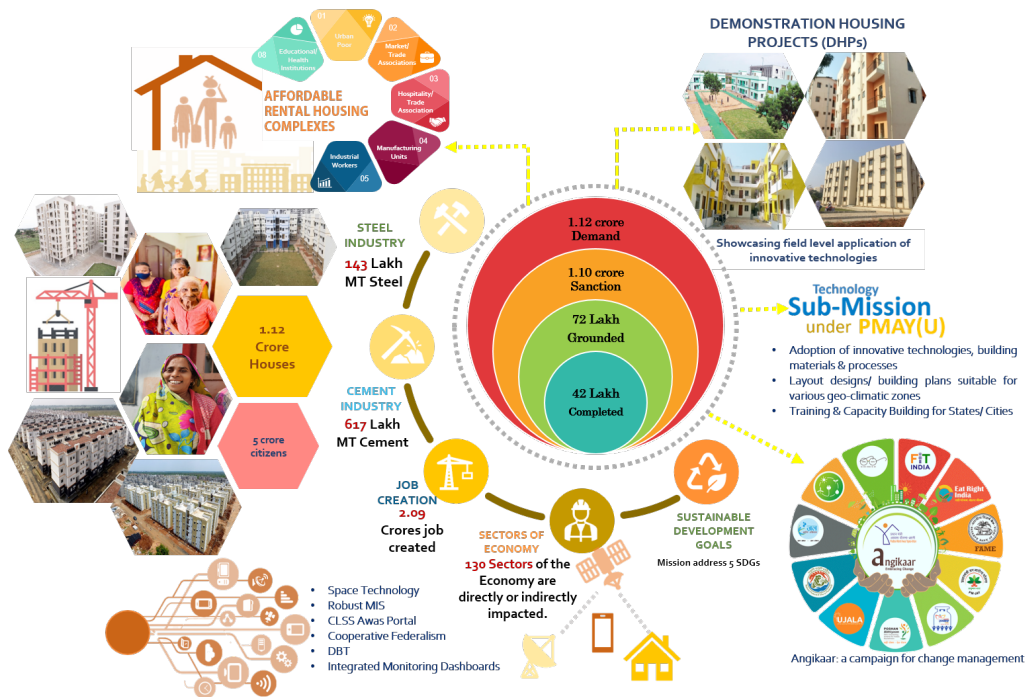 01
Urban
Poor
02
Market/
Trade
Associations
03
Hospitality/
Trade
Association
04
Manufacturing
Units
Industrial
Workers
05
08
Educational/
Health
Institutions
AFFORDABLE
RENTAL HOUSING
COMPLEXES
DEMONSTRATION HOUSING
PROJECTS (DHPs)
Showcasing field level application of
innovative technologies
STEEL
INDUSTRY
143 Lakh
MT Steel
1.12 crore
Demand
1.10 crore
Sanction
72 Lakh
Grounded
42 Lakh
Completed
Technology
Sub-Mission
under PMAY(U)
• Adoption of innovative technologies, building
materials & processes
• Layout designs/ building plans suitable for
various geo-climatic zones
• Training & Capacity Building for States/ Cities
1.12
Crore
Houses
5 crore
citizens
CEMENT
INDUSTRY
617 Lakh
MT Cement
JOB
CREATION
2.09
Crores job
created
SECTORS OF
ECONOMY
130 Sectors of the
Economy are
directly or indirectly
impacted.
SUSTAINABLE
DEVELOPMENT
GOALS
Mission address 5 SDGs
FIT
INDIA
Eat Right
India
FAME
UJALA
angikaar
Angikaar: a campaign for change management
• Space Technology
• Robust MIS
• CLSS Awas Portal
• Cooperative Federalism
• DBT
• Integrated Monitoring Dashboards